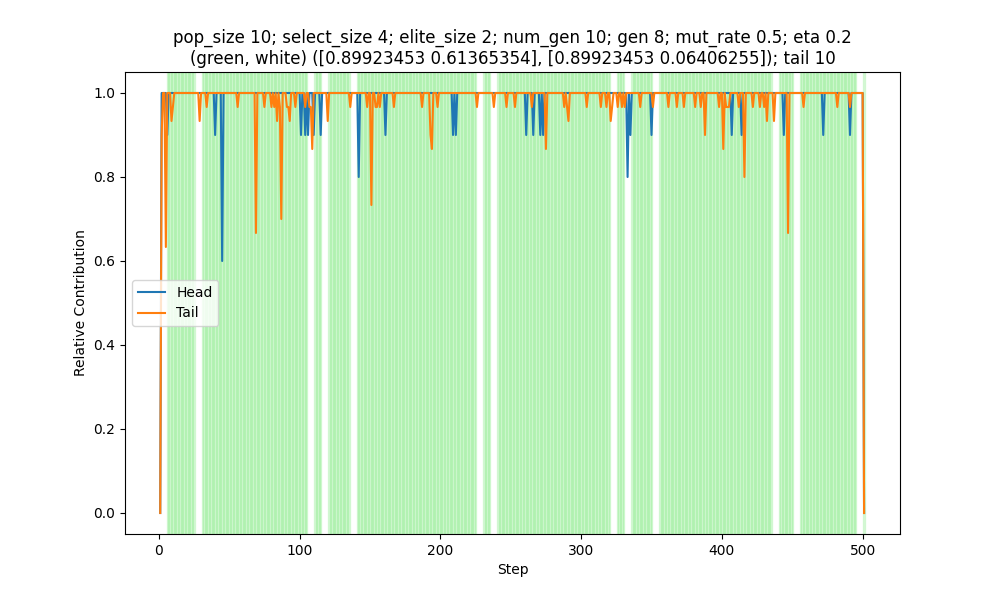 pop_size 10; select_size 4; elite_size 2; num_gen 10; gen 8; mut_rate 0.5; eta 0.2
(green, white) ([0.89923453 0.61365354], [0.89923453 0.06406255]); tail 10
1.0
0.8
0.6
0.4
0.2
0.0
Relative Contribution
Head
Tail
0
100
200
300
400
500
Step